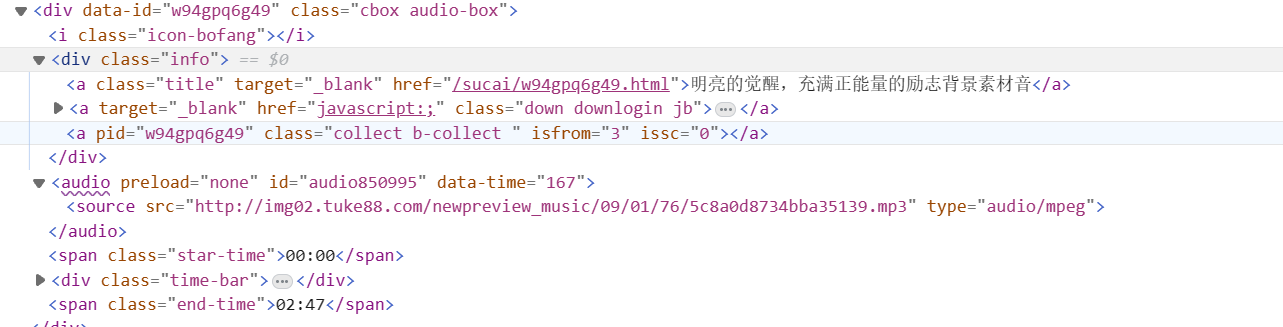 ▼<div data-id="w94gpq6g49" class="cbox audio-box">
<i class="icon-bofang"></i>
▼<div class="info"> == $0
<a class="title" target="_blank" href="/sucai/w94gpq6g49.html">明亮的觉醒，充满正能量的励志背景素材音</a>
▶<a target="_blank" href="javascript:;" class="down downlogin jb">⋯</a>
<a pid="w94gpq6g49" class="collect b-collect " isfrom="3" issc="0"></a>
</div>
▼<audio preload="none" id="audio850995" data-time="167">
<source src="http://img02.tuke88.com/newpreview_music/09/01/76/5c8a0d8734bba35139.mp3" type="audio/mpeg">
</audio>
<span class="star-time">00:00</span>
▶<div class="time-bar">⋯</div>
<span class="end-time">02:47</span>
</div>